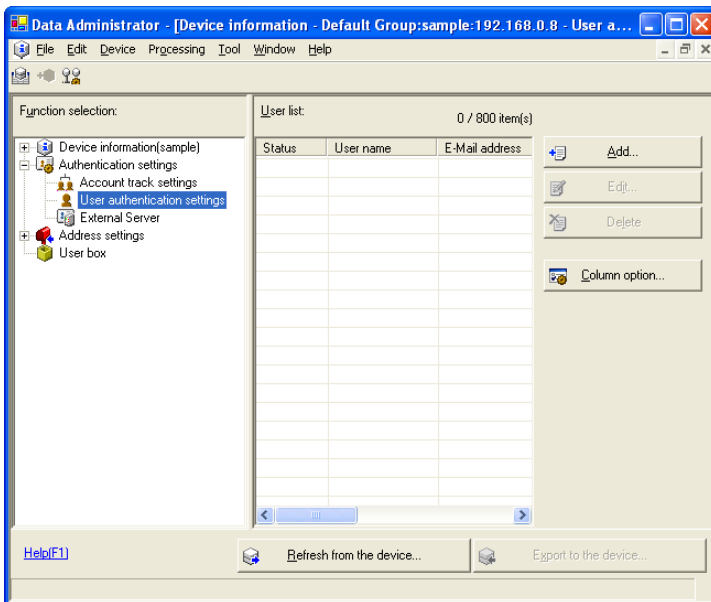 Data Administrator - [Device information - Default Group:sample:192.168.0.8 - User a...
File Edit Device Processing Tool Window Help
Function selection:
Device information(sample)
Authentication settings
Account track settings
User authentication settings
External Server
Address settings
User box
User list:
0 / 800 item(s)
Status User name E-Mail address
Add...
Edit...
Delete
Column option...
Help(F1)
Refresh from the device...
Export to the device...